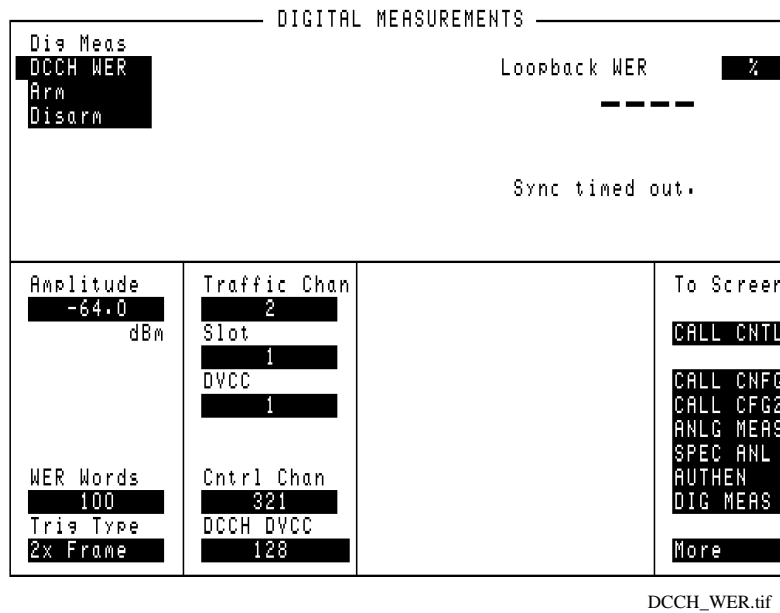 DIGITAL MEASUREMENTS
Dig Meas
DCCH WER
Arm
Disarm
Loopback WER %
----
Sync timed out.
Amplitude
-64.0
dBm
WER Words
100
Trig Type
2x Frame
Traffic Chan
2
Slot
1
DVCC
1
Cntrl Chan
321
DCCH DVCC
128
To Screen
CALL CNTL
CALL CNFG
CALL CFG2
ANLG MEAS
SPEC ANL
AUTHEN
DIG MEAS
More
DCCH_WER.tif